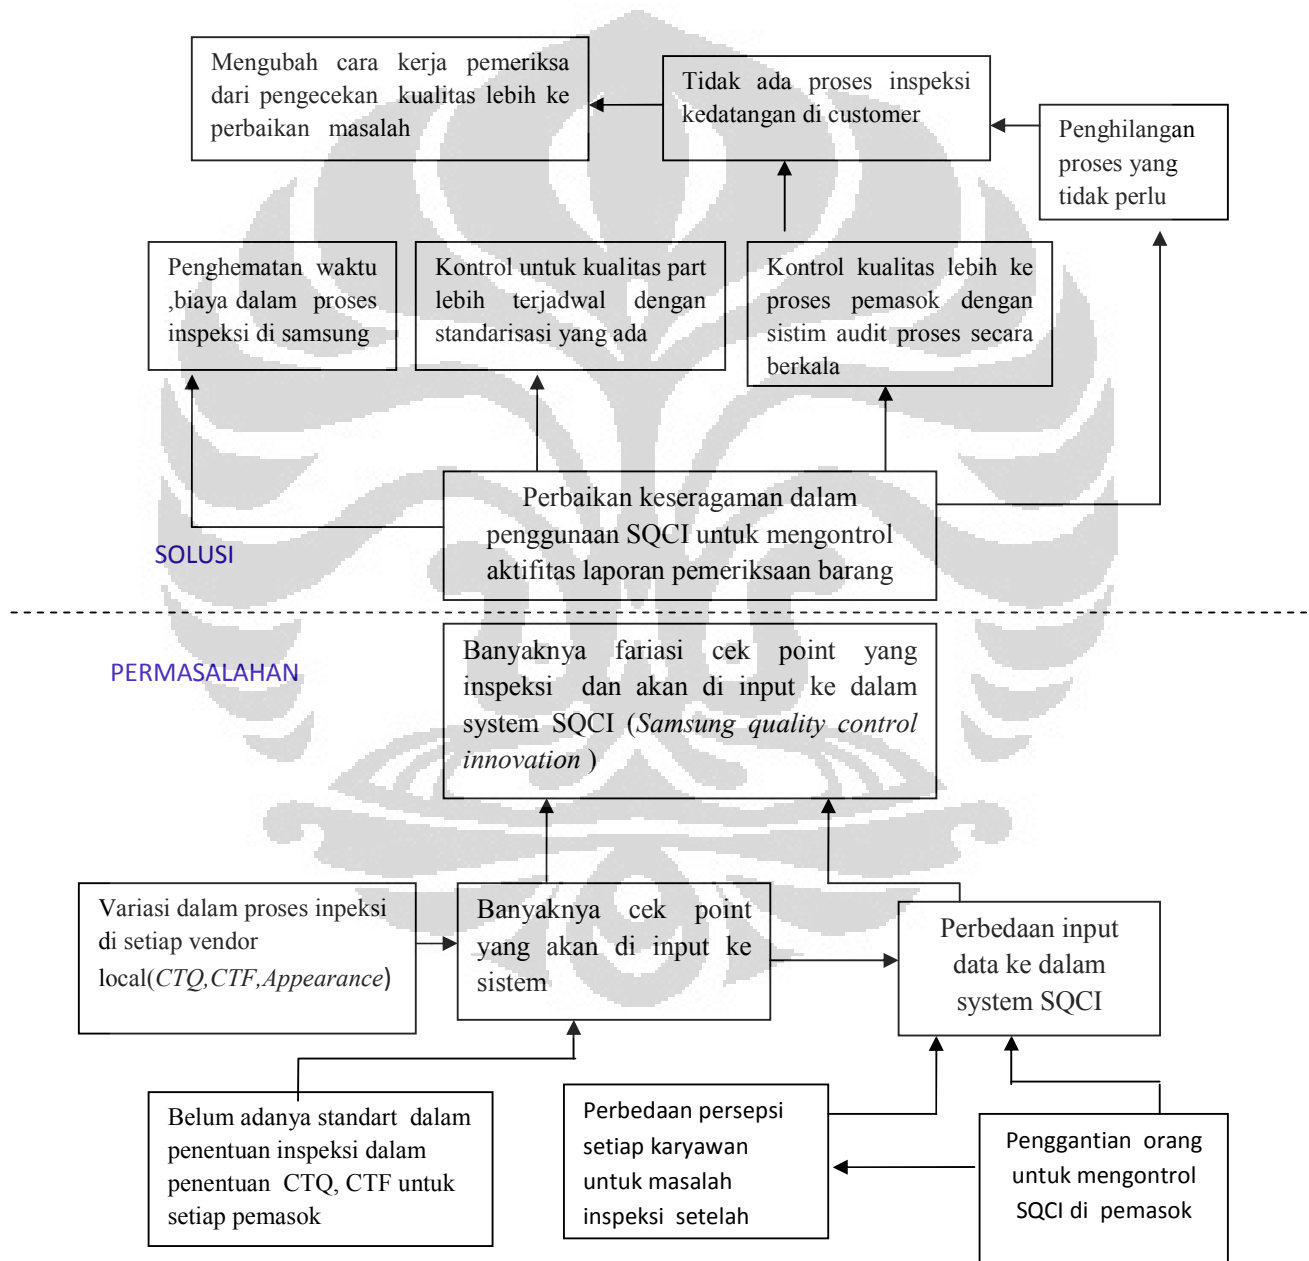 Mengubah cara kerja pemeriksa
dari pengecekan kualitas lebih ke
perbaikan masalah
Tidak ada proses inspeksi
kedatangan di customer
Penghilangan
proses yang
tidak perlu
Penghematan waktu
,biaya dalam proses
inspeksi di samsung
Kontrol untuk kualitas part
lebih terjadwal dengan
standarisasi yang ada
Kontrol kualitas lebih ke
proses pemasok dengan
sistim audit proses secara
berkala
Perbaikan keseragaman dalam
penggunaan SQCI untuk mengontrol
aktifitas laporan pemeriksaan barang
SOLUSI
PERMASALAHAN
Banyaknya fariasi cek point yang
inspeksi dan akan di input ke dalam
system SQCI (Samsung quality control
innovation )
Variasi dalam proses inpeksi
di setiap vendor
local(CTQ,CTF,Appearance)
Banyaknya cek point
yang akan di input ke
sistem
Perbedaan input
data ke dalam
system SQCI
Belum adanya standart dalam
penentuan inspeksi dalam
penentuan CTQ, CTF untuk
setiap pemasok
Perbedaan persepsi
setiap karyawan
untuk masalah
inspeksi setelah
Penggantian orang
untuk mengontrol
SQCI di pemasok